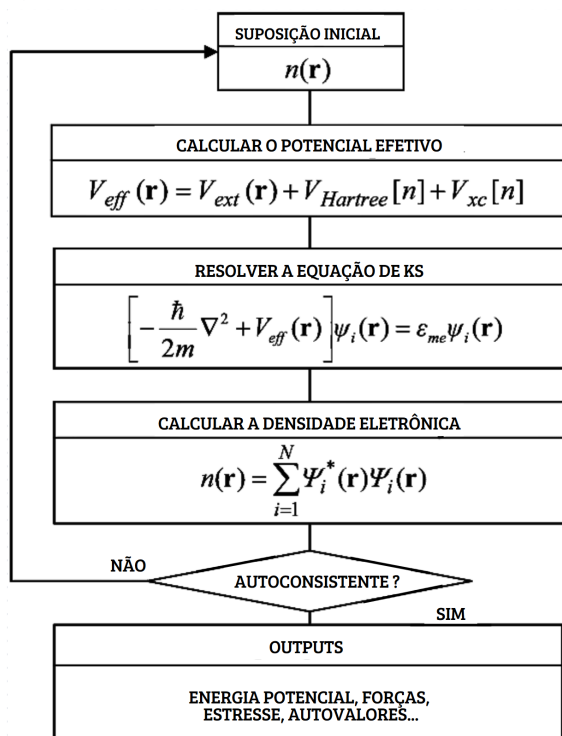 SUPOSIÇÃO INICIAL
n(r)
CALCULAR O POTENCIAL EFETIVO
V_eff (r) = V_ext (r) + V_Hartree [n] + V_xc [n]
RESOLVER A EQUAÇÃO DE KS
[-ħ/2m ∇² + V_eff (r)]ψ_i (r) = ε_me ψ_i (r)
CALCULAR A DENSIDADE ELETRÔNICA
n(r) = ∑_{i=1}^{N} Ψ_i^* (r)Ψ_i (r)
NÃO
AUTOCONSISTENTE ?
SIM
OUTPUTS
ENERGIA POTENCIAL, FORÇAS,
ESTRESSE, AUTOVALORES...